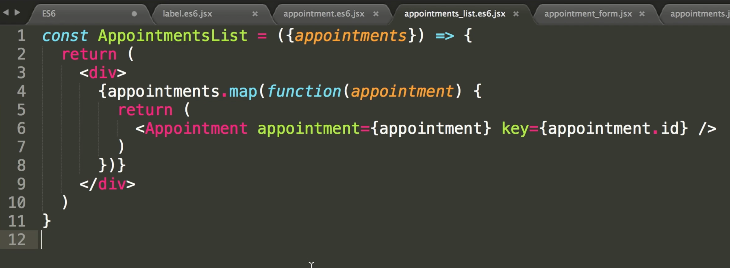 ES6 label.es6.jsx × appointment.es6.jsx × appointments_list.es6.jsx × appointment_form.jsx × appointments.j
1 const AppointmentsList = ({appointments}) => {
2   return (
3     <div>
4       {appointments.map(function(appointment) {
5         return (
6           <Appointment appointment={appointment} key={appointment.id} />
7         )
8       })}
9     </div>
10   )
11 }
12